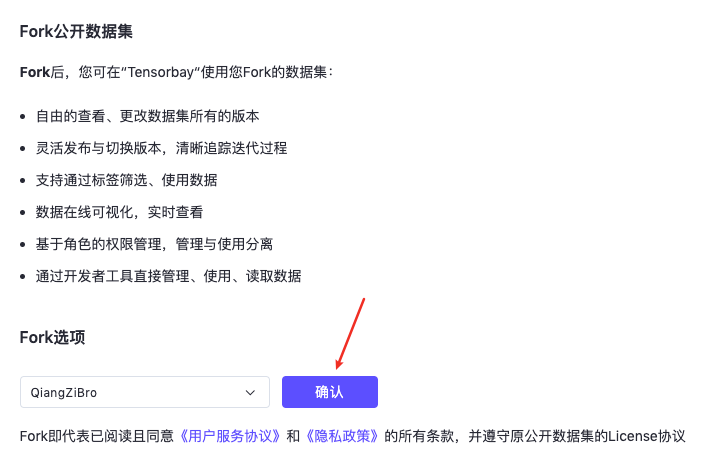 Fork公开数据集
Fork后，您可在“Tensorbay“使用您Fork的数据集：
自由的查看、更改数据集所有的版本
灵活发布与切换版本，清晰追踪迭代过程
支持通过标签筛选、使用数据
数据在线可视化，实时查看
基于角色的权限管理，管理与使用分离
通过开发者工具直接管理、使用、读取数据
Fork选项
QiangZiBro 确认
Fork即代表已阅读且同意《用户服务协议》和《隐私政策》的所有条款，并遵守原公开数据集的License协议